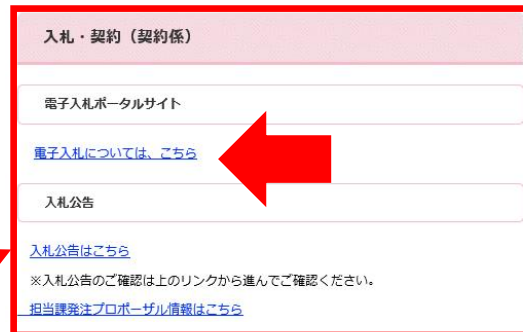 入札・契約（契約係）
電子入札ポータルサイト
電子入札については、こちら
入札公告
入札公告はこちら
※入札公告のご確認は上のリンクから進んでご確認ください。
担当課発注プロポーザル情報はこちら